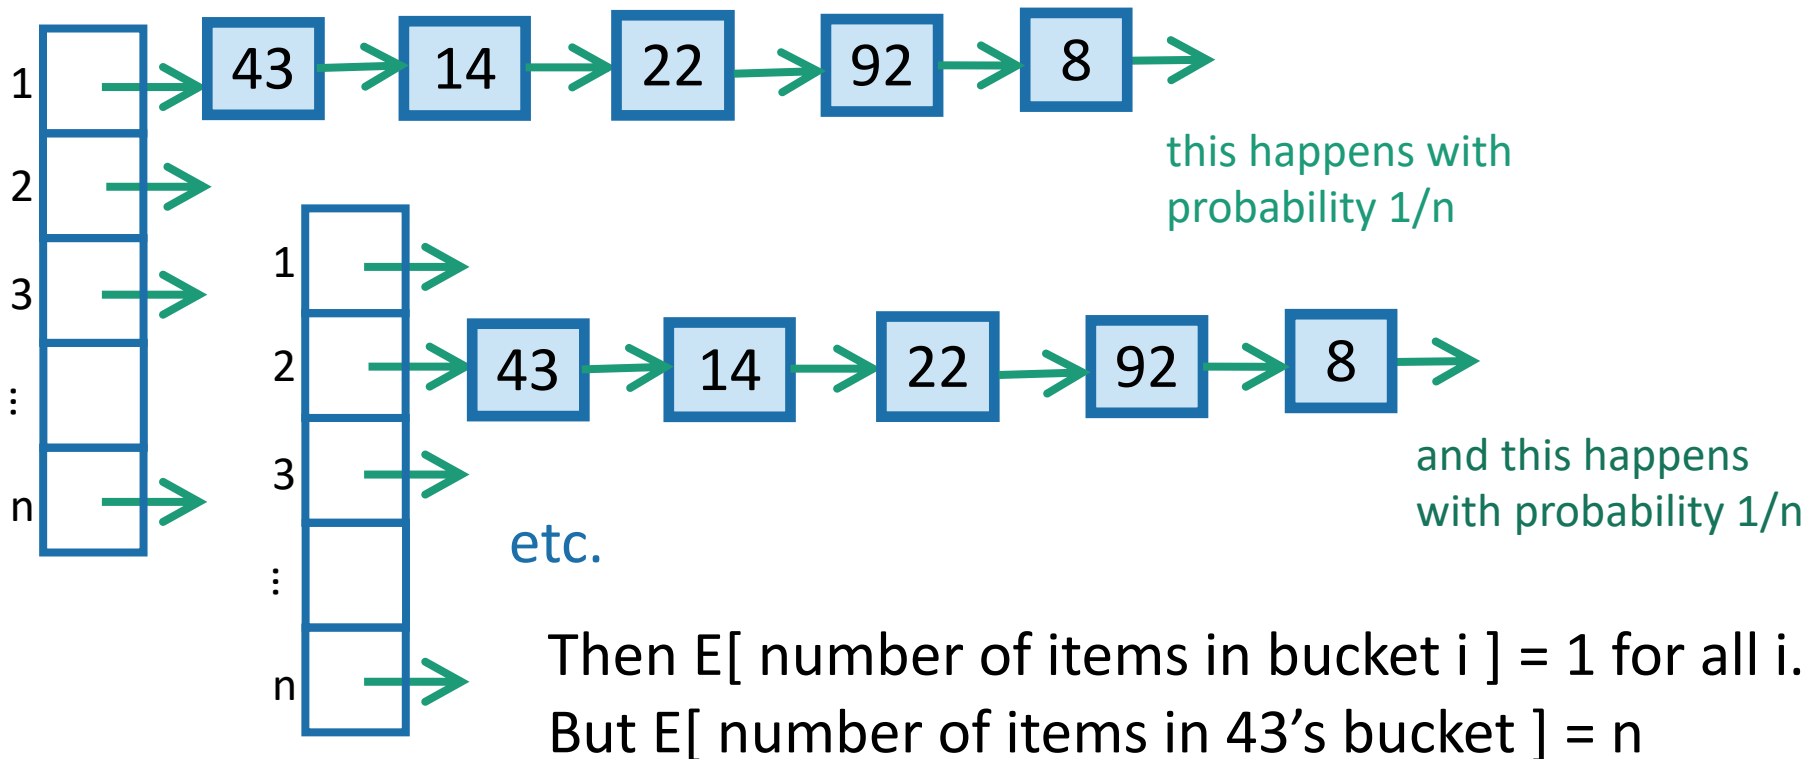 1
43
14
22
92
8
2
3
⋮
n
this happens with
probability 1/n
1
2
43
14
22
92
8
3
⋮
n
and this happens
with probability 1/n
etc.
Then E[ number of items in bucket i ] = 1 for all i.
But E[ number of items in 43’s bucket ] = n